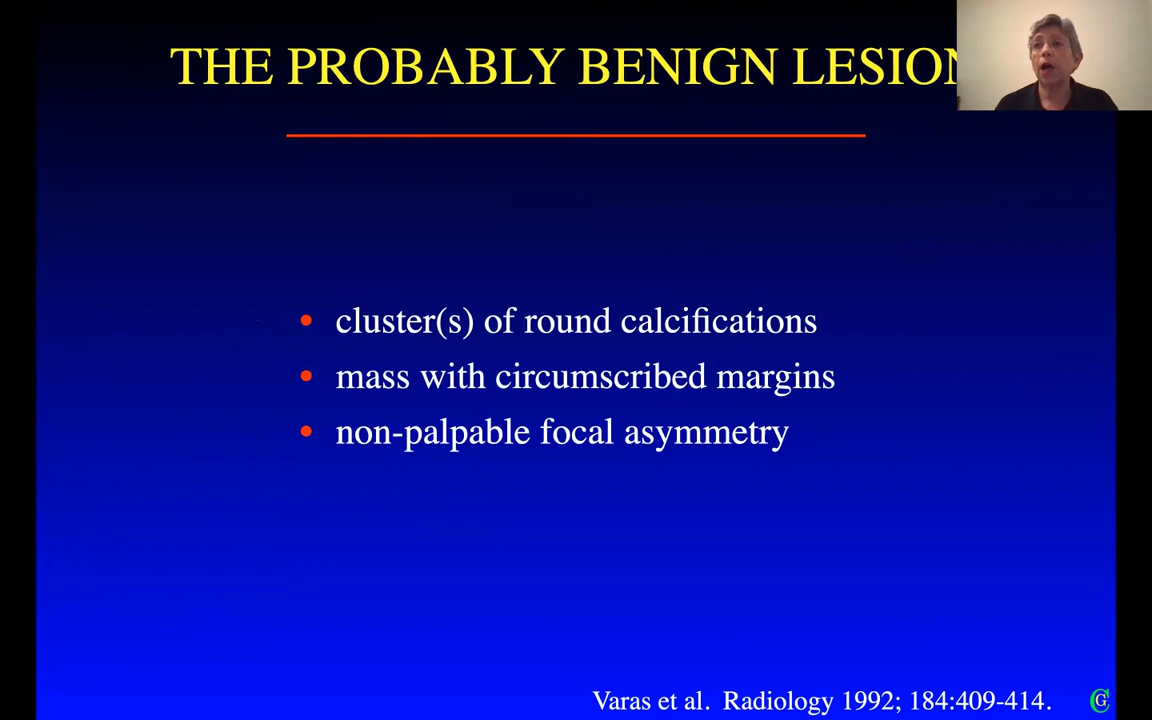 THE PROBABLY BENIGN LESION
• cluster(s) of round calcifications
• mass with circumscribed margins
• non-palpable focal asymmetry
Varas et al. Radiology 1992; 184:409-414.
CG